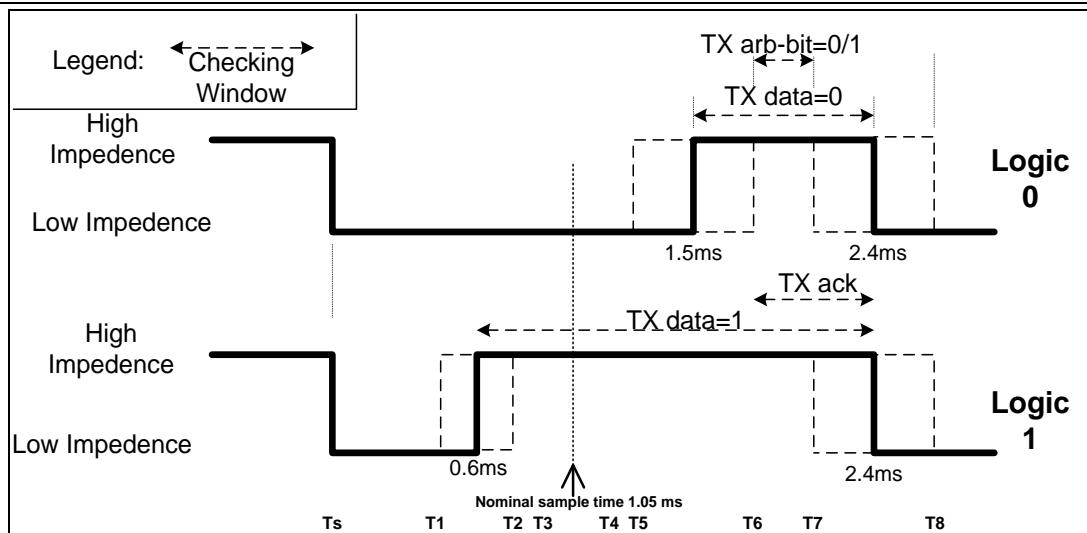 Legend:
Checking
Window
TX arb-bit=0/1
TX data=0
High
Impedence
Low Impedence
Logic
0
1.5ms
2.4ms
TX ack
TX data=1
High
Impedence
Low Impedence
Logic
1
0.6ms
2.4ms
Nominal sample time 1.05 ms
Ts T1 T2 T3 T4 T5 T6 T7 T8